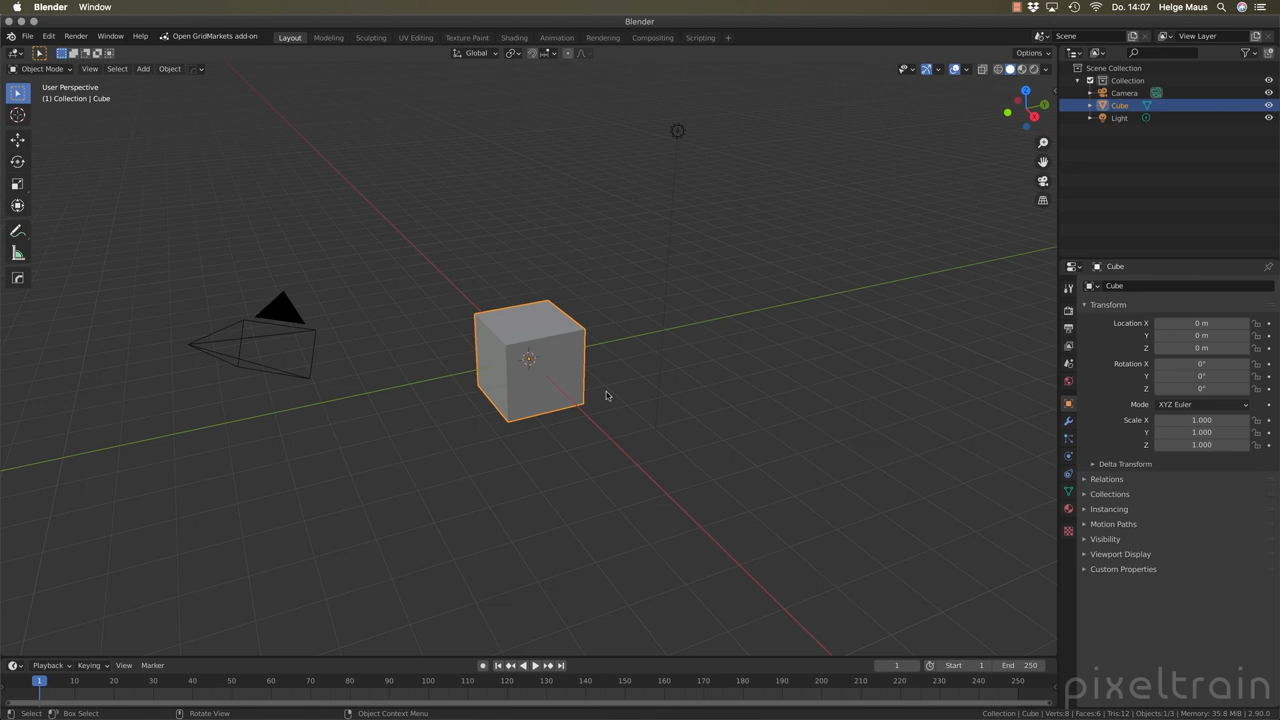 Blender Window Do. 14:07 Helge Maus
Blender
File Edit Render Window Help Open GridMarkets add-on Layout Modeling Sculpting UV Editing Texture Paint Shading Animation Rendering Compositing Scripting Scene View Layer
Global Options
Object Mode View Select Add Object
User Perspective
(1) Collection | Cube
Z
Y
X
Scene Collection
Collection
Camera
Cube
Light
Cube
Cube
Transform
Location X 0 m
Y 0 m
Z 0 m
Rotation X 0°
Y 0°
Z 0°
Mode XYZ Euler
Scale X 1.000
Y 1.000
Z 1.000
Delta Transform
Relations
Collections
Instancing
Motion Paths
Visibility
Viewport Display
Custom Properties
Playback Keying View Marker 1 Start 1 End 250
1 10 20 30 40 50 60 70 80 90 100 110 120 130 140 150 160 170 180 190 200 210 220 230 240 250
pixeltrain
Select Box Select Rotate View Object Context Menu Collection | Cube | Verts:8 | Faces:6 | Tris:12 | Objects:1/3 | Memory: 35.8 MiB | 2.90.0